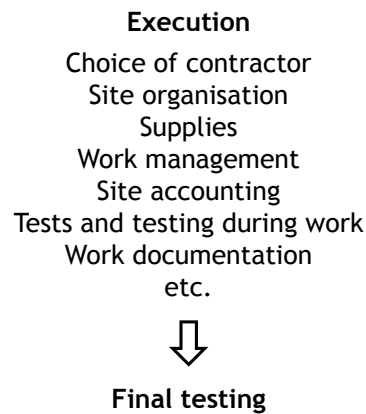 Execution
Choice of contractor
Site organisation
Supplies
Work management
Site accounting
Tests and testing during work
Work documentation
etc.
Final testing